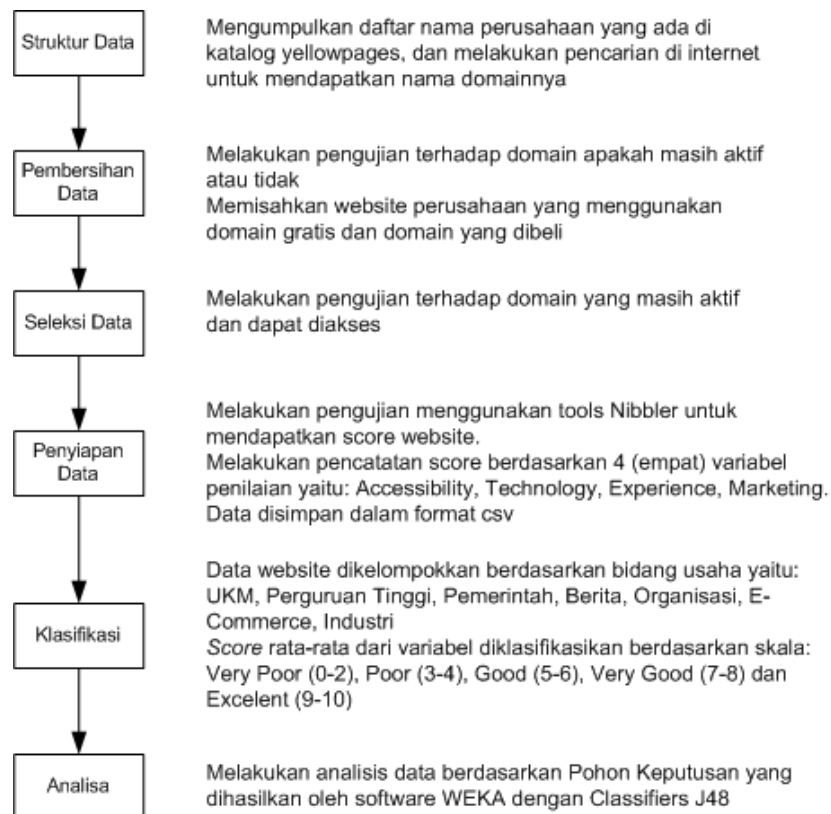 Struktur Data
Mengumpulkan daftar nama perusahaan yang ada di
katalog yellowpages, dan melakukan pencarian di internet
untuk mendapatkan nama domainnya
Pembersihan
Data
Melakukan pengujian terhadap domain apakah masih aktif
atau tidak
Memisahkan website perusahaan yang menggunakan
domain gratis dan domain yang dibeli
Seleksi Data
Melakukan pengujian terhadap domain yang masih aktif
dan dapat diakses
Penyiapan
Data
Melakukan pengujian menggunakan tools Nibbler untuk
mendapatkan score website.
Melakukan pencatatan score berdasarkan 4 (empat) variabel
penilaian yaitu: Accessibility, Technology, Experience, Marketing.
Data disimpan dalam format csv
Klasifikasi
Data website dikelompokkan berdasarkan bidang usaha yaitu:
UKM, Perguruan Tinggi, Pemerintah, Berita, Organisasi, E-
Commerce, Industri
Score rata-rata dari variabel diklasifikasikan berdasarkan skala:
Very Poor (0-2), Poor (3-4), Good (5-6), Very Good (7-8) dan
Excelent (9-10)
Analisa
Melakukan analisis data berdasarkan Pohon Keputusan yang
dihasilkan oleh software WEKA dengan Classifiers J48